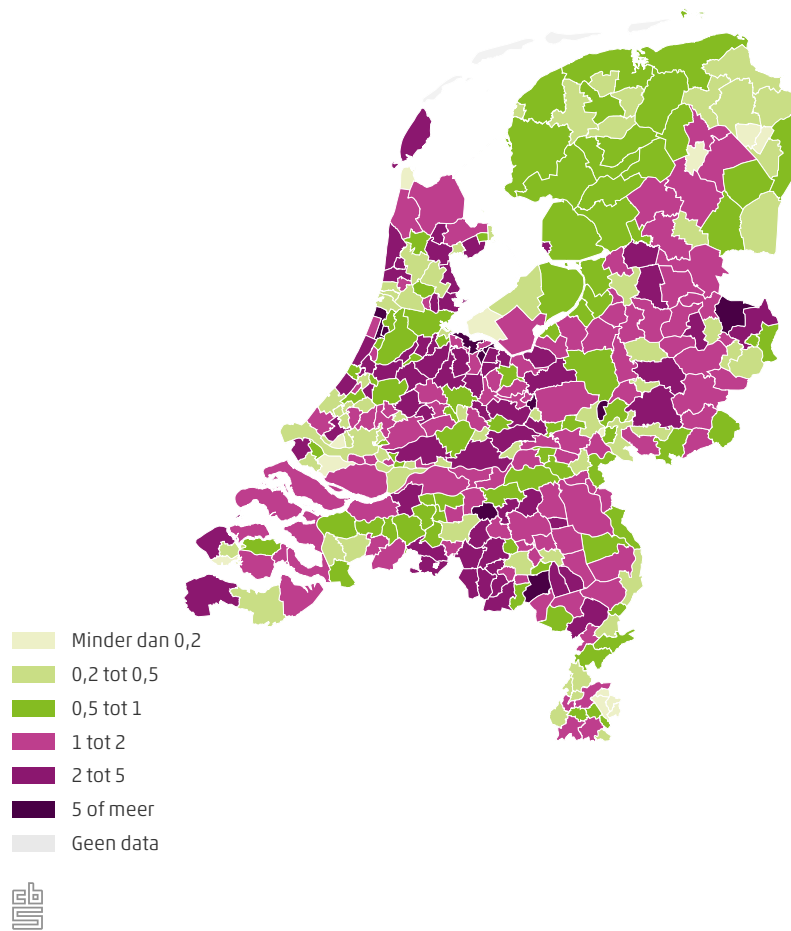 Minder dan 0,2
0,2 tot 0,5
0,5 tot 1
1 tot 2
2 tot 5
5 of meer
Geen data
cbs